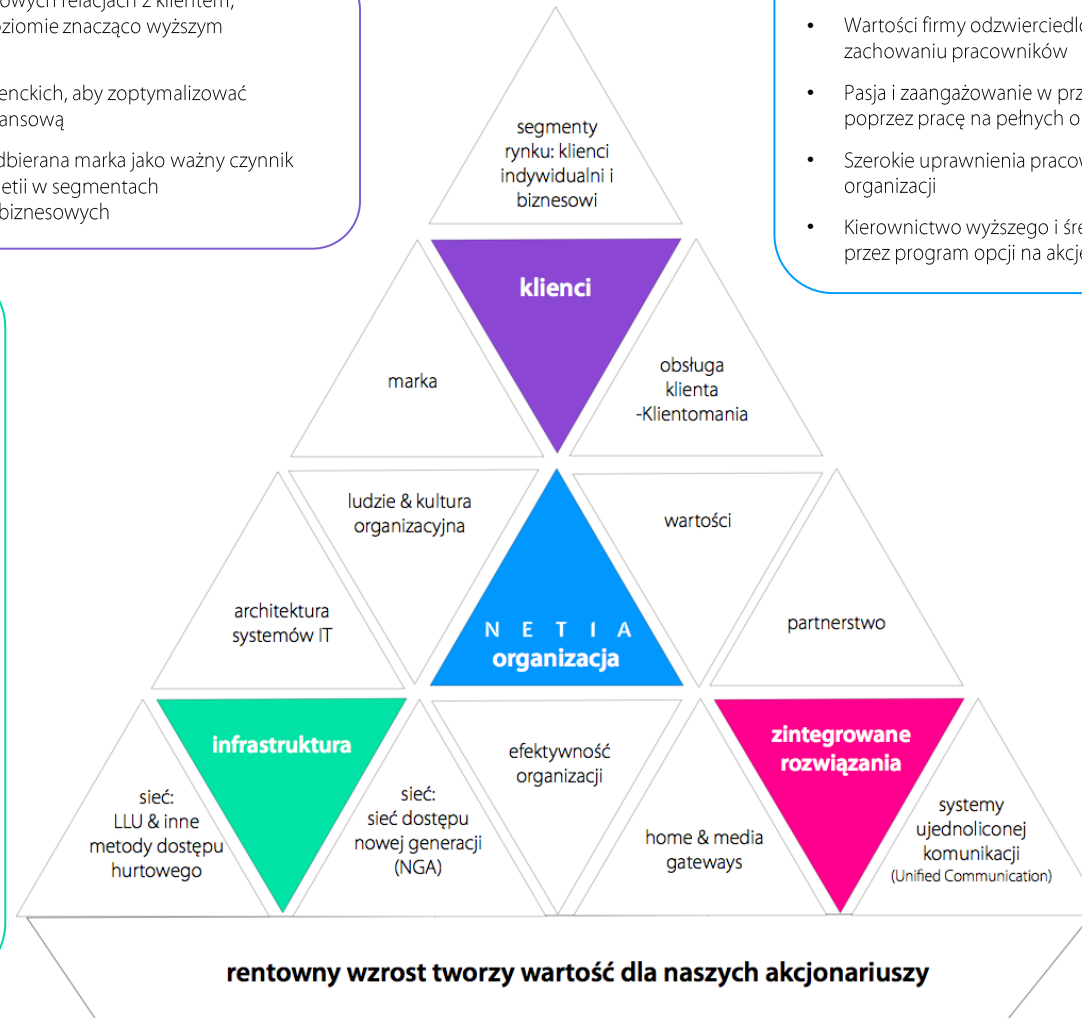 owych relacjach z klientem,
oziomie znacząco wyższym
enckich, aby zoptymalizować
ansową
dbierana marka jako ważny czynnik
etii w segmentach
biznesowych
• Wartości firmy odzwierciedlo
zachowaniu pracowników
• Pasja i zaangażowanie w prz
poprzez pracę na pełnych o
• Szerokie uprawnienia pracow
organizacji
• Kierownictwo wyższego i śre
przez program opcji na akcje
segmenty
rynku: klienci
indywidualni i
biznesowi
klienci
marka
obsługa
klienta
-Klientomania
ludzie & kultura
organizacyjna
wartości
architektura
systemów IT
N E T I A
organizacja
partnerstwo
infrastruktura
efektywność
organizacji
zintegrowane
rozwiązania
sieć:
LLU & inne
metody dostępu
hurtowego
sieć:
sieć dostępu
nowej generacji
(NGA)
home & media
gateways
systemy
ujednoliconej
komunikacji
(Unified Communication)
rentowny wzrost tworzy wartość dla naszych akcjonariuszy